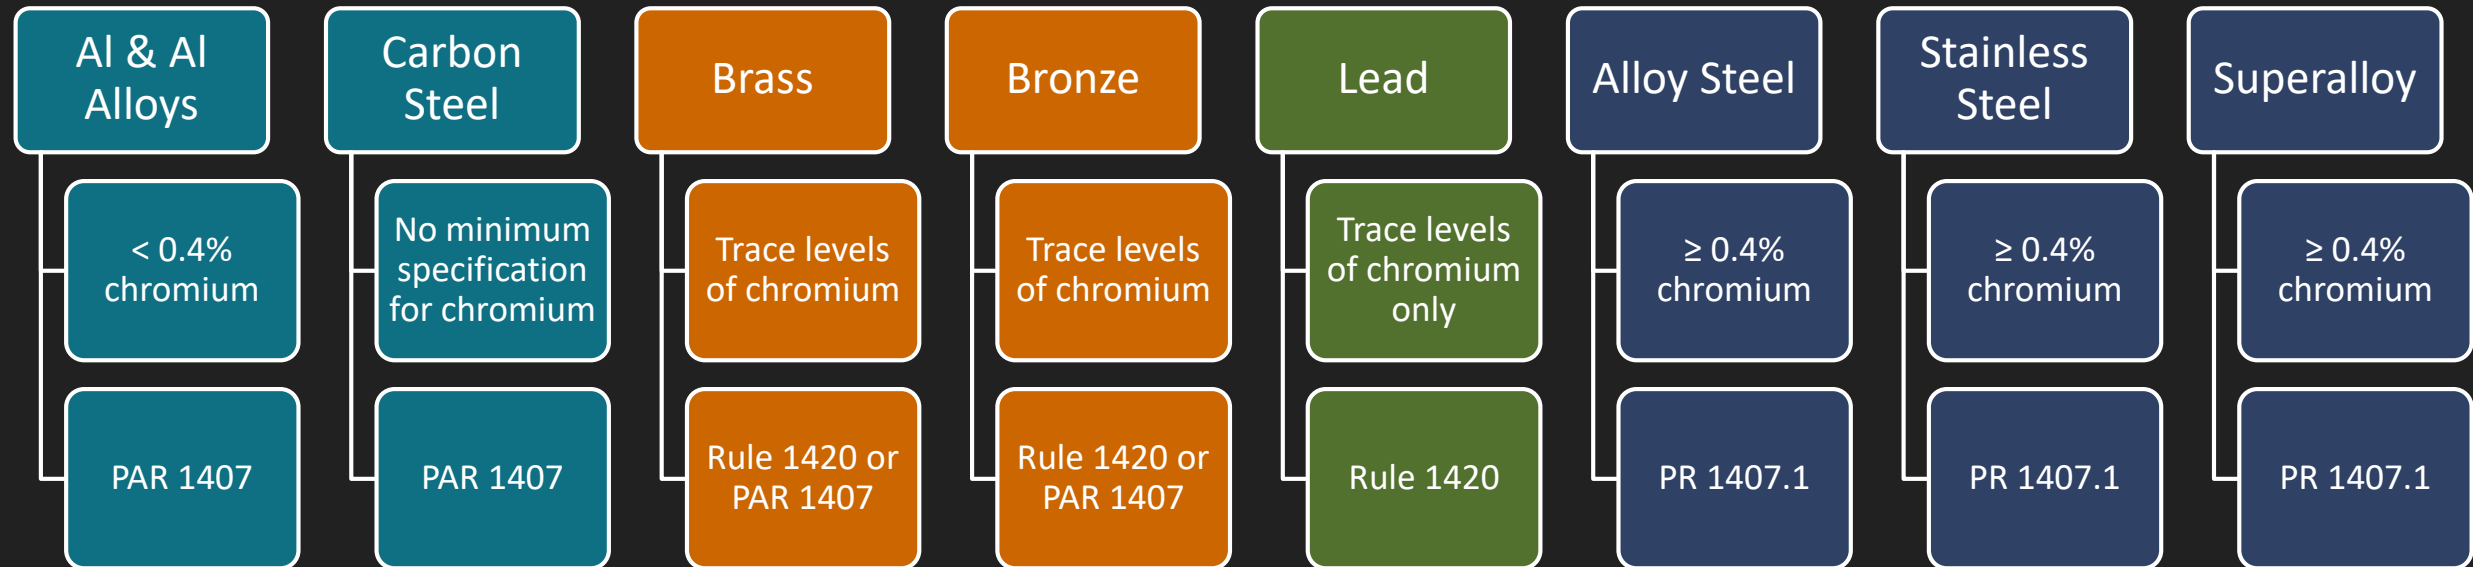 Al & Al
Alloys
< 0.4%
chromium
PAR 1407
Carbon
Steel
No minimum
specification
for chromium
PAR 1407
Brass
Trace levels
of chromium
Rule 1420 or
PAR 1407
Bronze
Trace levels
of chromium
Rule 1420 or
PAR 1407
Lead
Trace levels
of chromium
only
Rule 1420
Alloy Steel
≥ 0.4%
chromium
PR 1407.1
Stainless
Steel
≥ 0.4%
chromium
PR 1407.1
Superalloy
≥ 0.4%
chromium
PR 1407.1